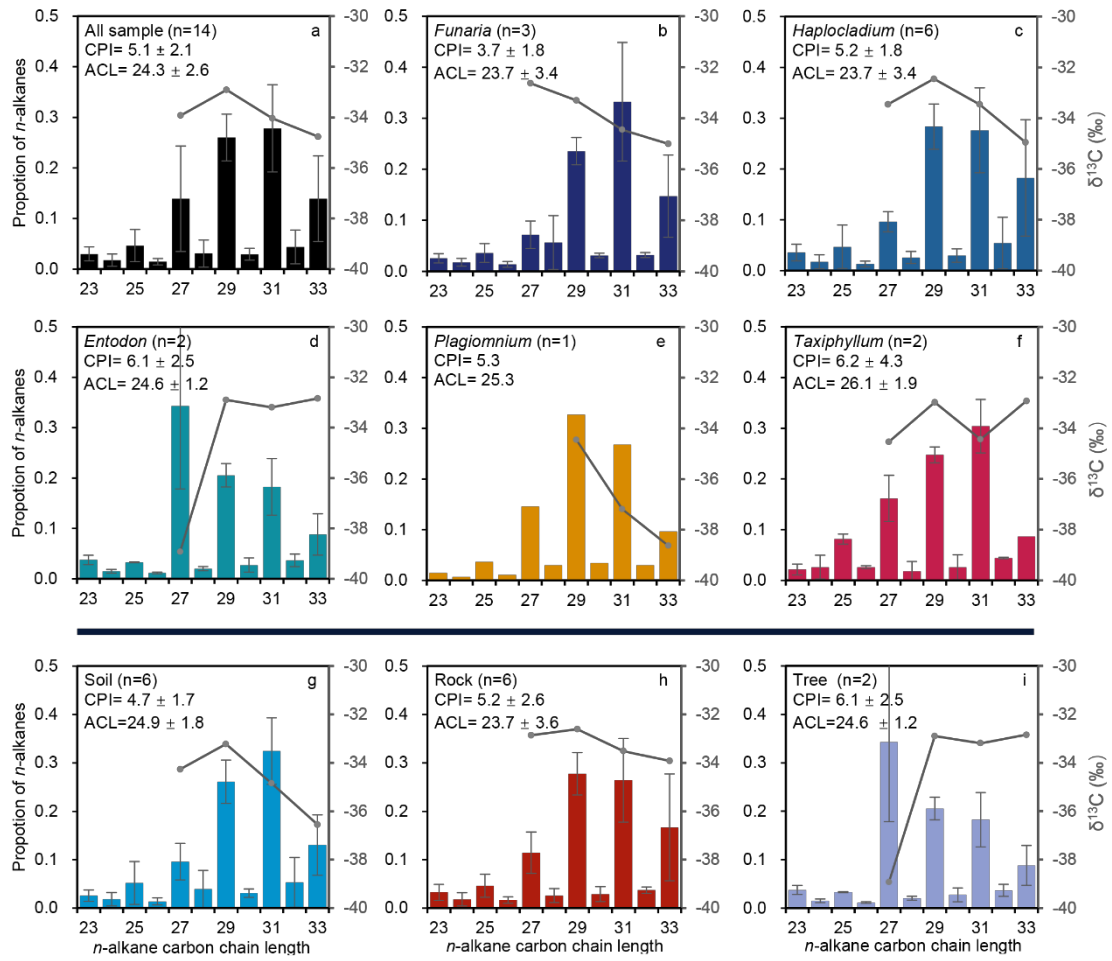 All sample (n=14) a
CPI= 5.1 ± 2.1
ACL= 24.3 ± 2.6
Propotion of n-alkanes
0.5
0.4
0.3
0.2
0.1
0.0
23 25 27 29 31 33
-30
-32
-34
-36
-38
-40
Funaria (n=3) b
CPI= 3.7 ± 1.8
ACL= 23.7 ± 3.4
0.5
0.4
0.3
0.2
0.1
0.0
23 25 27 29 31 33
-30
-32
-34
-36
-38
-40
Haplocladium (n=6) c
CPI= 5.2 ± 1.8
ACL= 23.7 ± 3.4
0.5
0.4
0.3
0.2
0.1
0.0
23 25 27 29 31 33
-30
-32
-34
-36
-38
-40
δ13C (‰)
Entodon (n=2) d
CPI= 6.1 ± 2.5
ACL= 24.6 ± 1.2
Propotion of n-alkanes
0.5
0.4
0.3
0.2
0.1
0.0
23 25 27 29 31 33
-30
-32
-34
-36
-38
-40
Plagiomnium (n=1) e
CPI= 5.3
ACL= 25.3
0.5
0.4
0.3
0.2
0.1
0.0
23 25 27 29 31 33
-30
-32
-34
-36
-38
-40
Taxiphyllum (n=2) f
CPI= 6.2 ± 4.3
ACL= 26.1 ± 1.9
0.5
0.4
0.3
0.2
0.1
0.0
23 25 27 29 31 33
-30
-32
-34
-36
-38
-40
δ13C (‰)
Soil (n=6) g
CPI= 4.7 ± 1.7
ACL=24.9 ± 1.8
Propotion of n-alkanes
0.5
0.4
0.3
0.2
0.1
0.0
23 25 27 29 31 33
n-alkane carbon chain length
-30
-32
-34
-36
-38
-40
Rock (n=6) h
CPI= 5.2 ± 2.6
ACL= 23.7 ± 3.6
0.5
0.4
0.3
0.2
0.1
0.0
23 25 27 29 31 33
n-alkane carbon chain length
-30
-32
-34
-36
-38
-40
Tree (n=2) i
CPI= 6.1 ± 2.5
ACL= 24.6 ± 1.2
0.5
0.4
0.3
0.2
0.1
0.0
23 25 27 29 31 33
n-alkane carbon chain length
-30
-32
-34
-36
-38
-40
δ13C (‰)